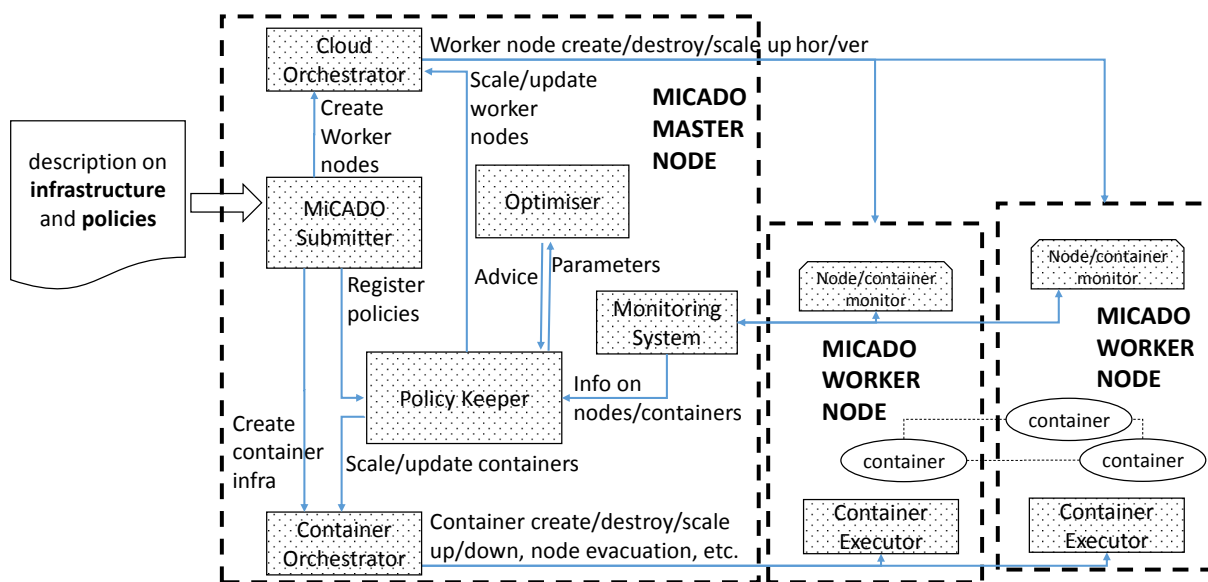 Cloud
Orchestrator
Worker node create/destroy/scale up hor/ver
Scale/update
worker
nodes
Create
Worker
nodes
MICADO
MASTER
NODE
description on
infrastructure
and policies
MiCADO
Submitter
Optimiser
Advice
Parameters
Register
policies
Monitoring
System
Node/container
monitor
Node/container
monitor
MICADO
WORKER
NODE
MICADO
WORKER
NODE
Policy Keeper
Info on
nodes/containers
Create
container
infra
Scale/update containers
container
container
container
Container
Orchestrator
Container create/destroy/scale
up/down, node evacuation, etc.
Container
Executor
Container
Executor